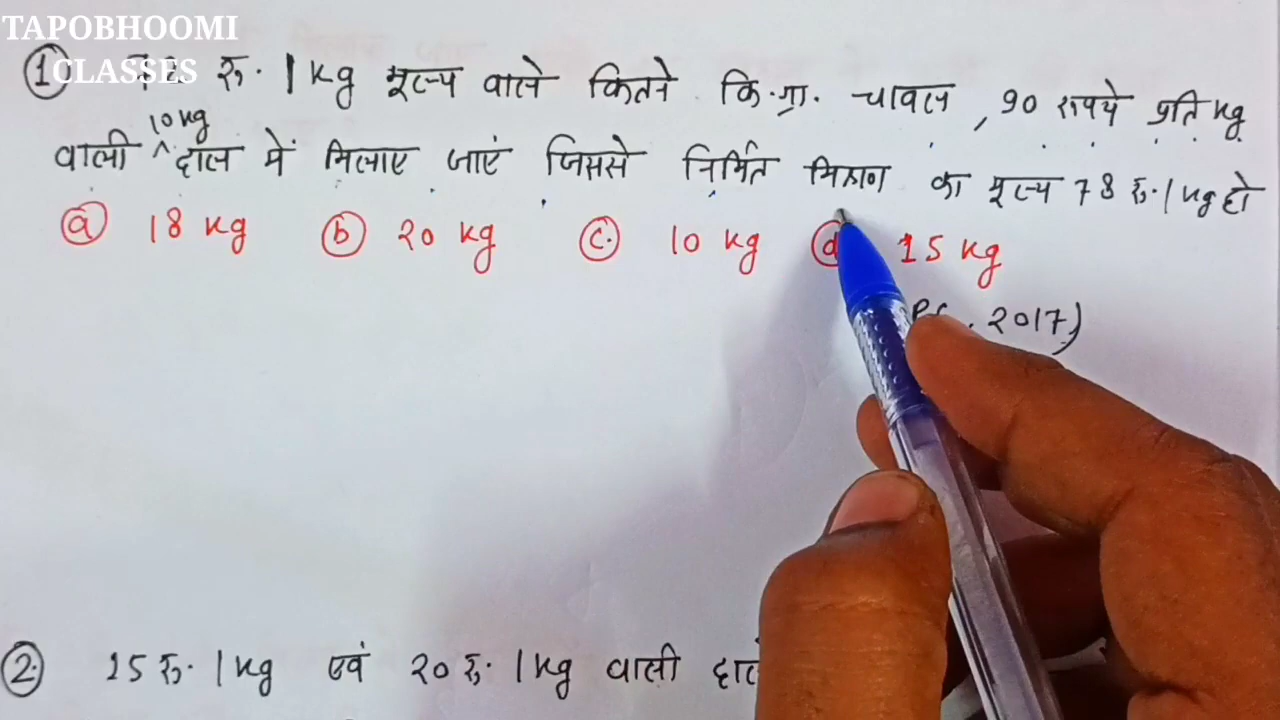 TAPOBHOOMI
CLASSES
① रु. / kg मूल्य वाले कितने कि.ग्रा. चावल , 90 रूपये प्रति kg
10 kg
वाली ^ दाल में मिलाए जाएं जिससे निर्मित मिश्रण का मूल्य 78 रु. / kg हो
ⓐ 18 kg ⓑ 20 kg ⓒ 10 kg ⓓ 15 kg
2017)
② 15 रु. / kg एवं 20 रु. / kg वाली